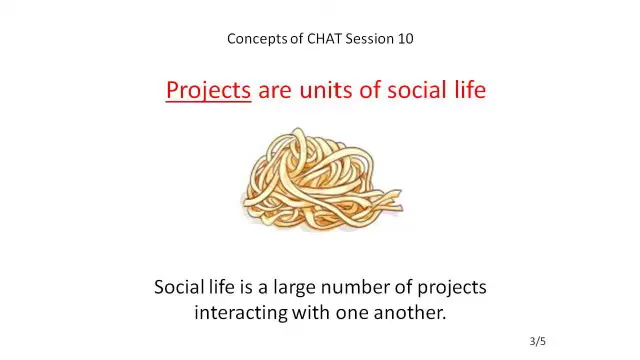 Concepts of CHAT Session 10
Projects are units of social life
Social life is a large number of projects
interacting with one another.
3/5